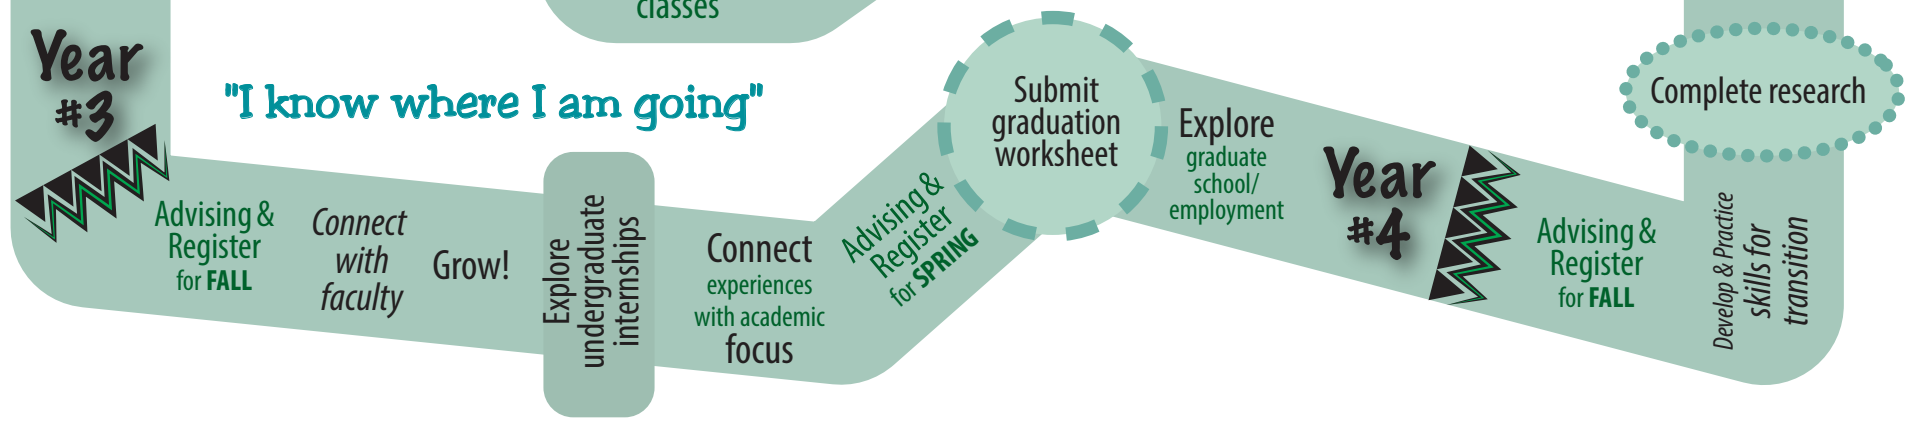 classes
Year
#3
"I know where I am going"
Advising &
Register
for FALL
Connect
with
faculty
Grow!
Explore
undergraduate
internships
Connect
experiences
with academic
focus
Advising &
Register
for SPRING
Submit
graduation
worksheet
Explore
graduate
school/
employment
Year
#4
Advising &
Register
for FALL
Develop & Practice
skills for
transition
Complete research